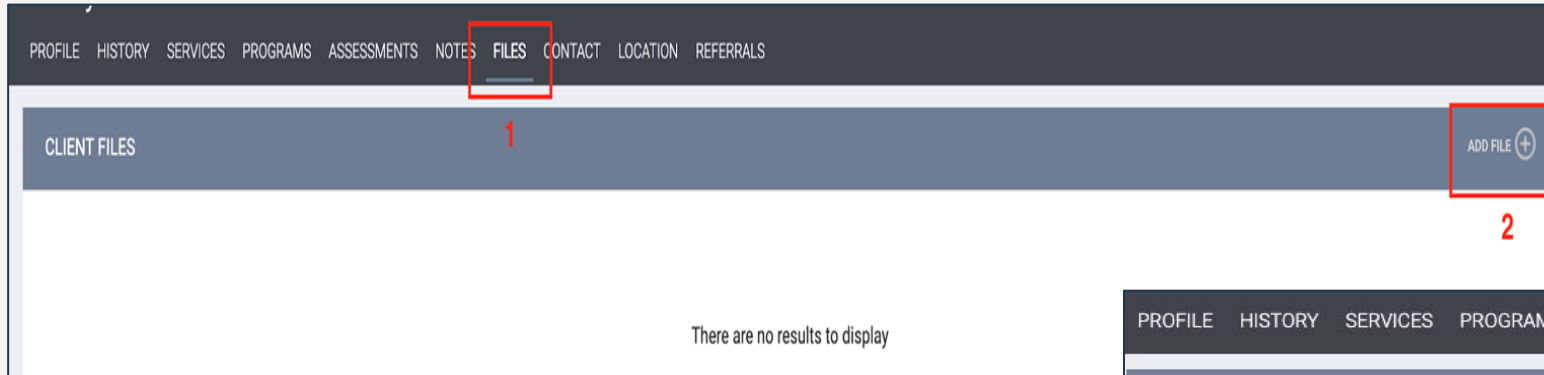 PROFILE HISTORY SERVICES PROGRAMS ASSESSMENTS NOTES FILES CONTACT LOCATION REFERRALS
1
CLIENT FILES
ADD FILE
2
There are no results to display
PROFILE HISTORY SERVICES PROGRAM